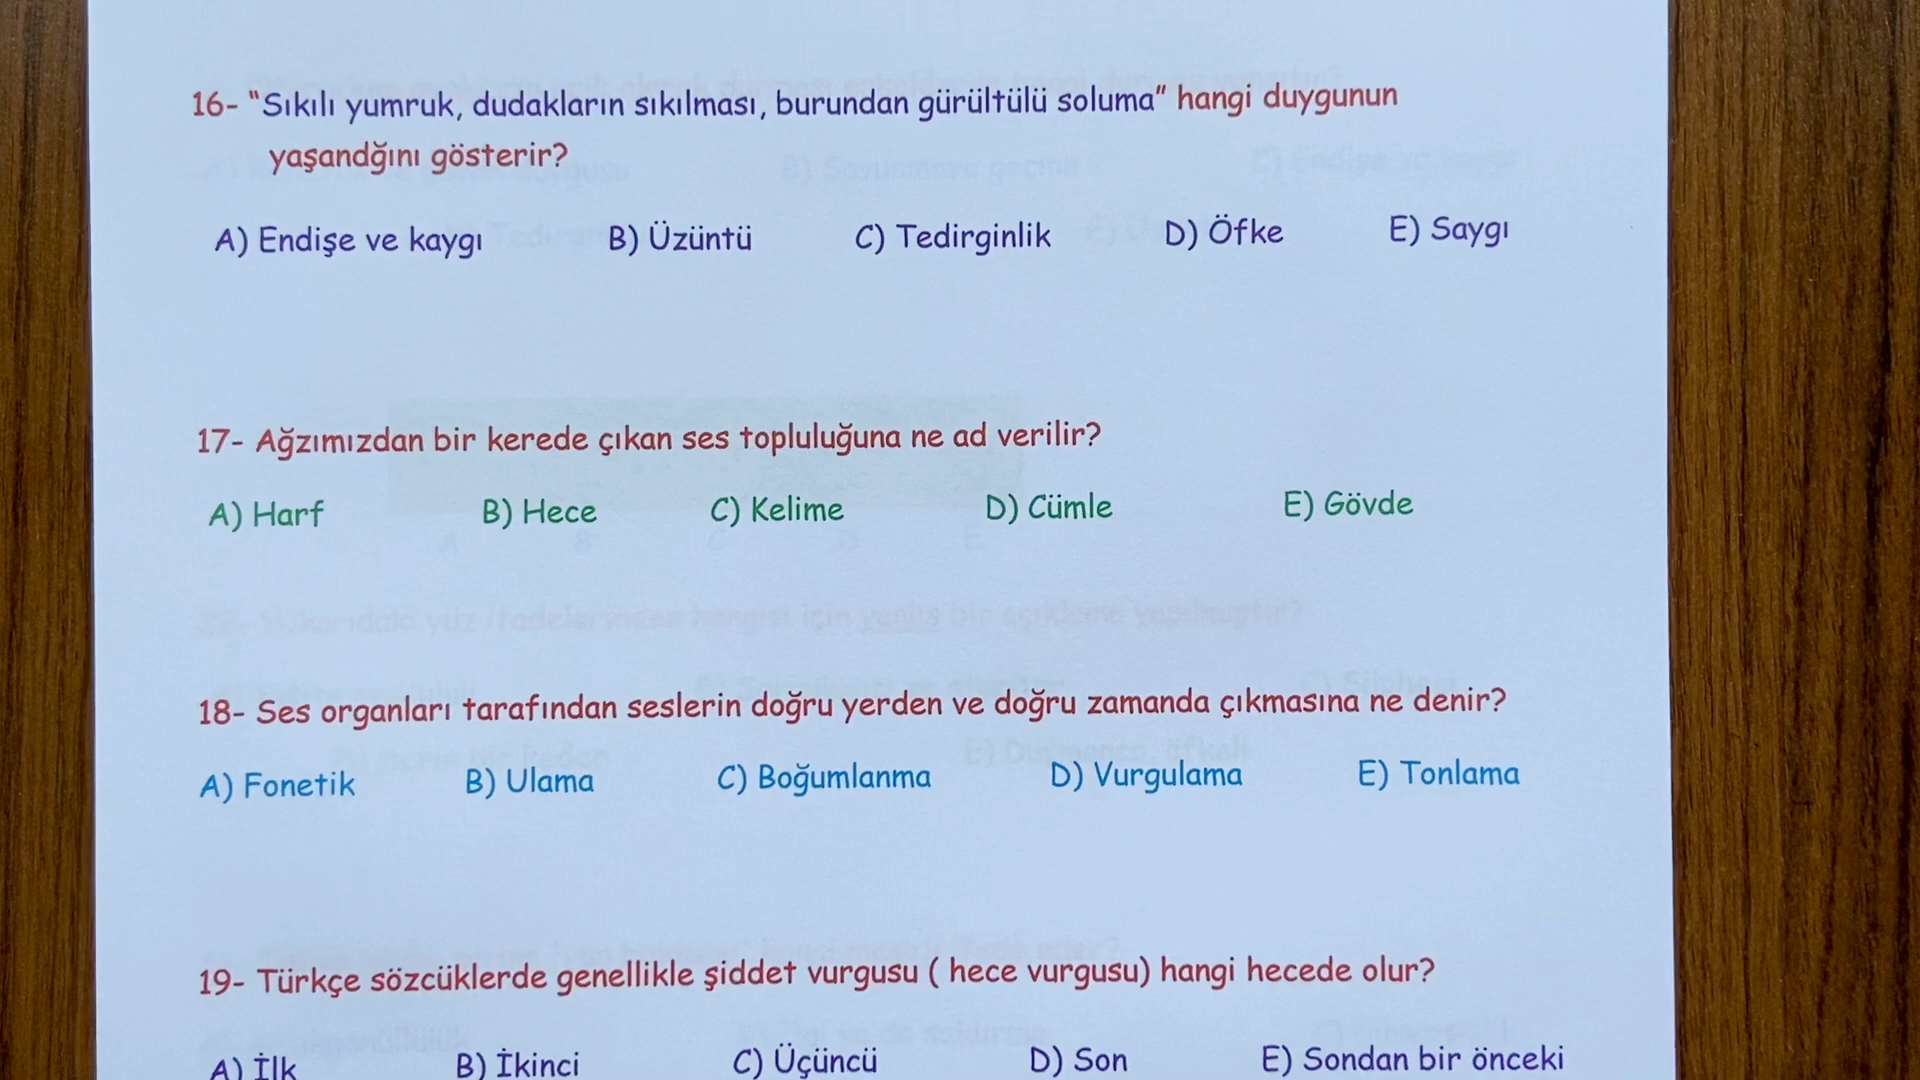 16- "Sıkılı yumruk, dudakların sıkılması, burundan gürültülü soluma" hangi duygunun
yaşandğını gösterir?
A) Endişe ve kaygı B) Üzüntü C) Tedirginlik D) Öfke E) Saygı
17- Ağzımızdan bir kerede çıkan ses topluluğuna ne ad verilir?
A) Harf B) Hece C) Kelime D) Cümle E) Gövde
18- Ses organları tarafından seslerin doğru yerden ve doğru zamanda çıkmasına ne denir?
A) Fonetik B) Ulama C) Boğumlanma D) Vurgulama E) Tonlama
19- Türkçe sözcüklerde genellikle şiddet vurgusu ( hece vurgusu) hangi hecede olur?
A) İlk B) İkinci C) Üçüncü D) Son E) Sondan bir önceki